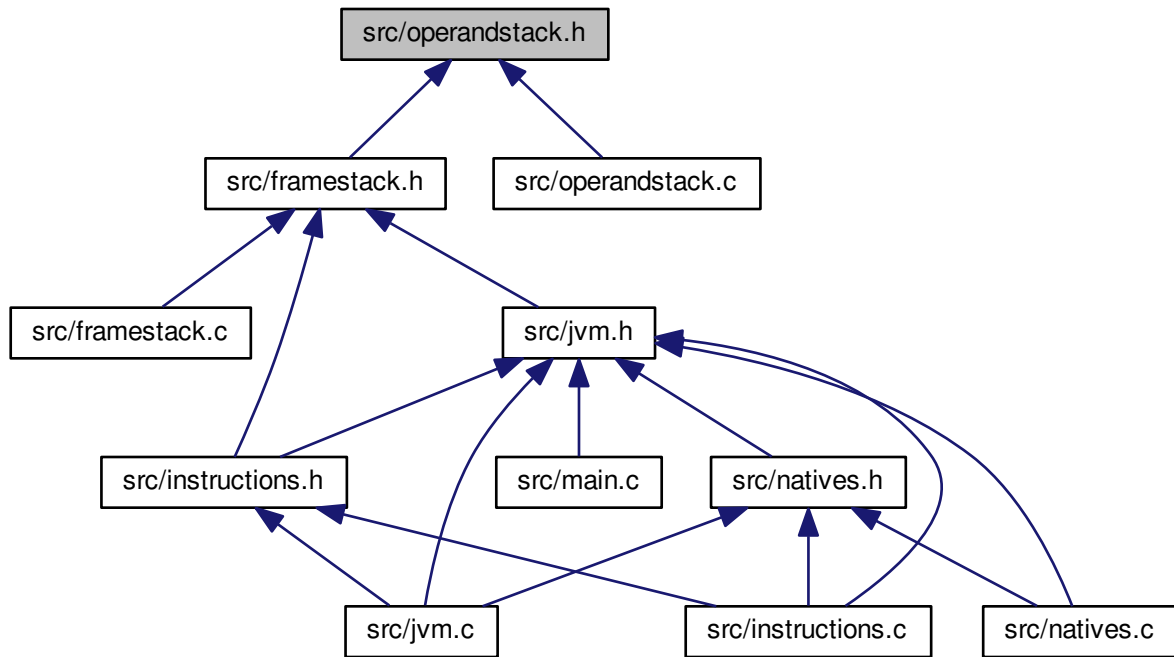 src/operandstack.h
src/framestack.h
src/operandstack.c
src/framestack.c
src/jvm.h
src/instructions.h
src/main.c
src/natives.h
src/jvm.c
src/instructions.c
src/natives.c